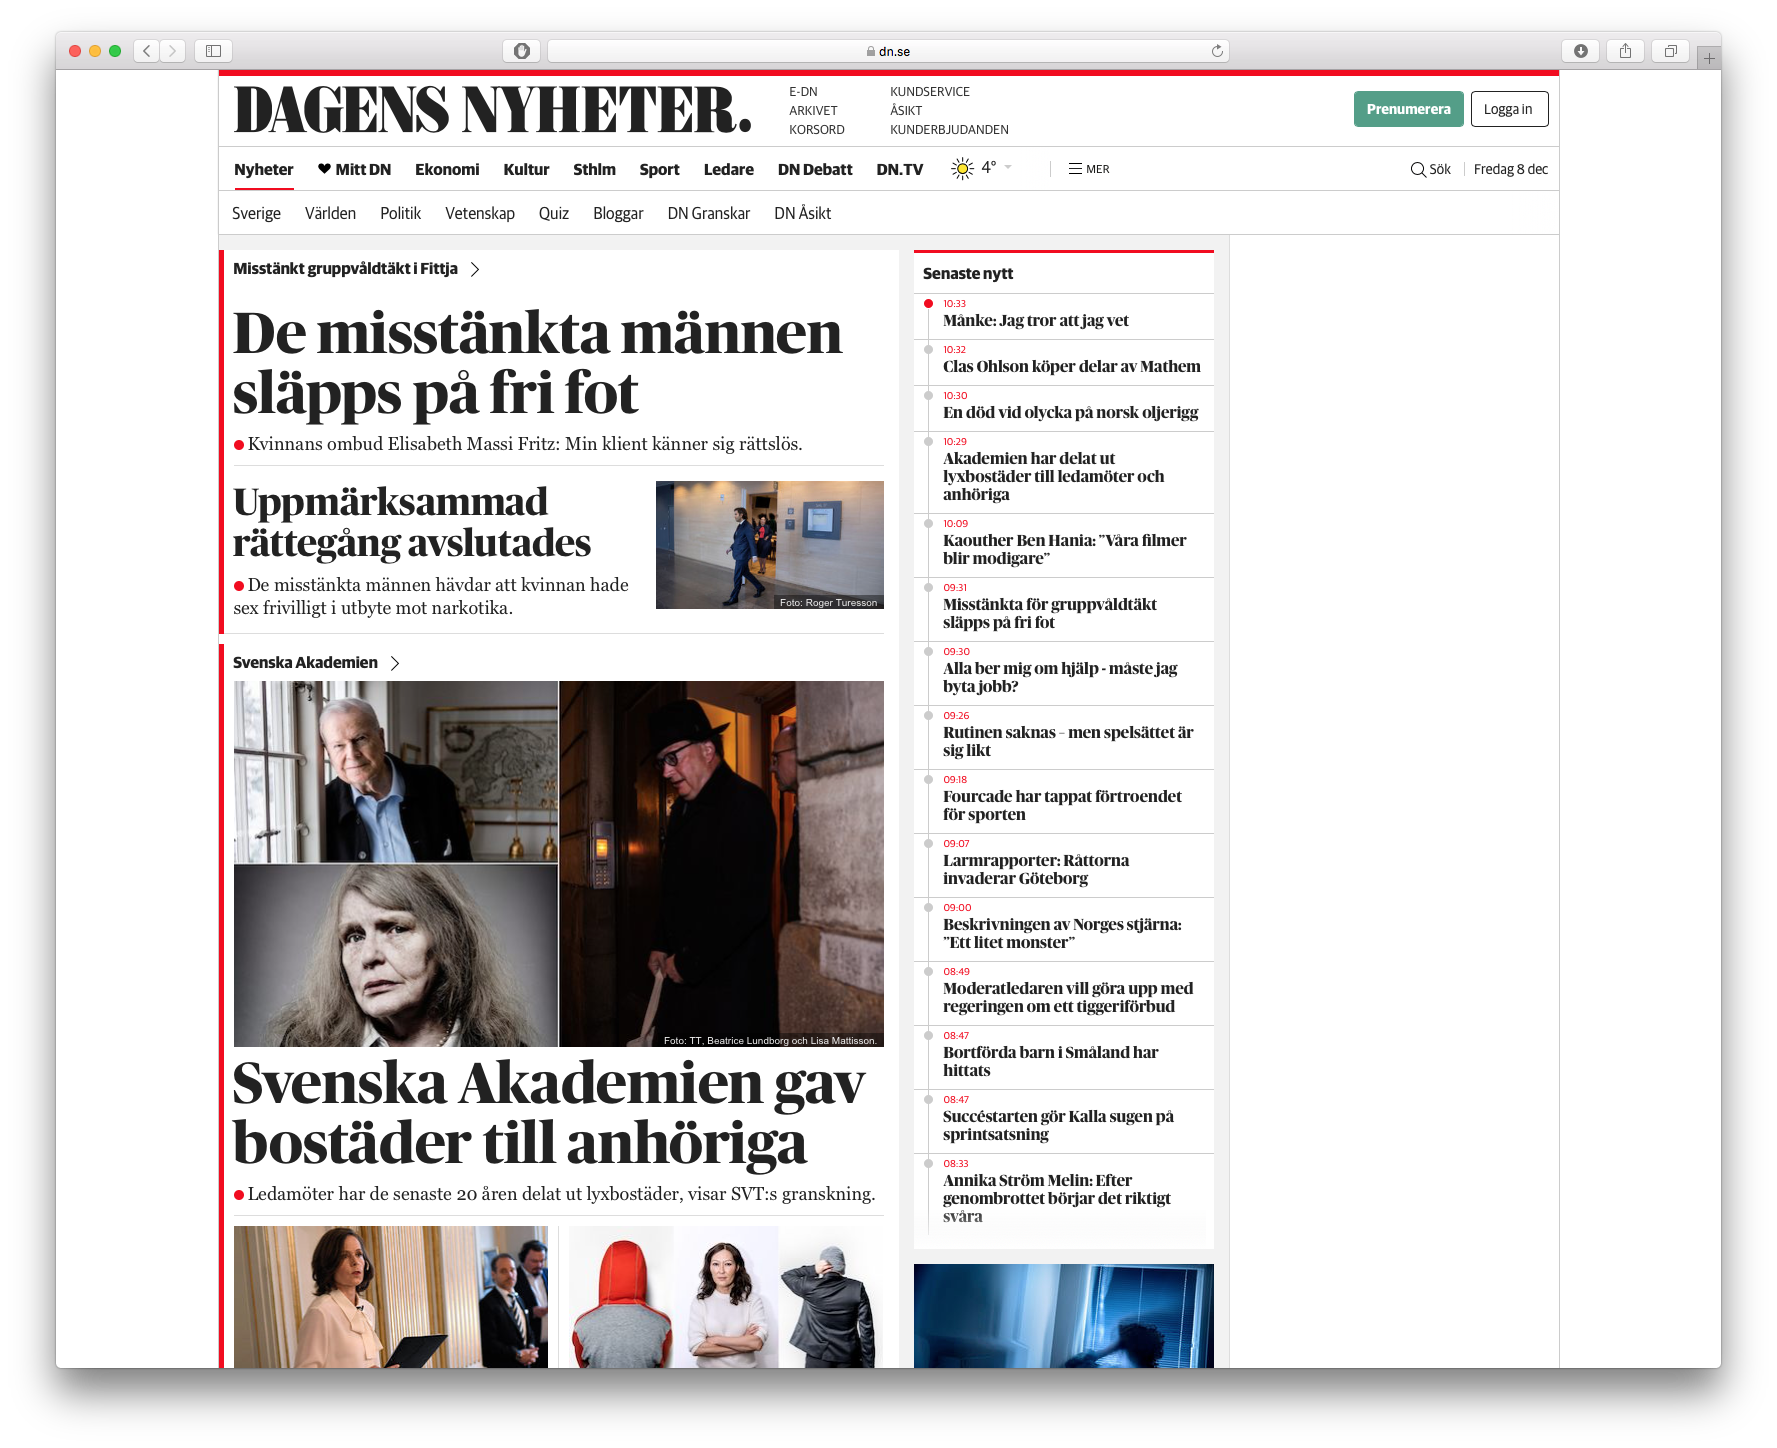 dn.se
DAGENS NYHETER.
E-DN
ARKIVET
KORSORD
KUNDSERVICE
ÅSIKT
KUNDERBJUDANDEN
Prenumerera
Logga in
Nyheter
Mitt DN
Ekonomi
Kultur
Sthlm
Sport
Ledare
DN Debatt
DN.TV
4°
MER
Sök
Fredag 8 dec
Sverige
Världen
Politik
Vetenskap
Quiz
Bloggar
DN Granskar
DN Åsikt
Misstänkt gruppvåldtäkt i Fittja
De misstänkta männen
släpps på fri fot
Kvinnans ombud Elisabeth Massi Fritz: Min klient känner sig rättslös.
Uppmärksammad
rättegång avslutades
De misstänkta männen hävdar att kvinnan hade
sex frivilligt i utbyte mot narkotika.
Foto: Roger Turesson
Svenska Akademien
Foto: TT, Beatrice Lundborg och Lisa Mattisson.
Svenska Akademien gav
bostäder till anhöriga
Ledamöter har de senaste 20 åren delat ut lyxbostäder, visar SVT:s granskning.
Senaste nytt
10:33
Månke: Jag tror att jag vet
10:32
Clas Ohlson köper delar av Mathem
10:30
En död vid olycka på norsk oljerigg
10:29
Akademien har delat ut
lyxbostäder till ledamöter och
anhöriga
10:09
Kaouther Ben Hania: ”Våra filmer
blir modigare”
09:31
Misstänkta för gruppvåldtäkt
släpps på fri fot
09:30
Alla ber mig om hjälp - måste jag
byta jobb?
09:26
Rutinen saknas – men spelsättet är
sig likt
09:18
Fourcade har tappat förtroendet
för sporten
09:07
Larmrapporter: Råttorna
invaderar Göteborg
09:00
Beskrivningen av Norges stjärna:
”Ett litet monster”
08:49
Moderatledaren vill göra upp med
regeringen om ett tiggeriförbud
08:47
Bortförda barn i Småland har
hittats
08:47
Succéstarten gör Kalla sugen på
sprintsatsning
08:33
Annika Ström Melin: Efter
genombrottet börjar det riktigt
svåra